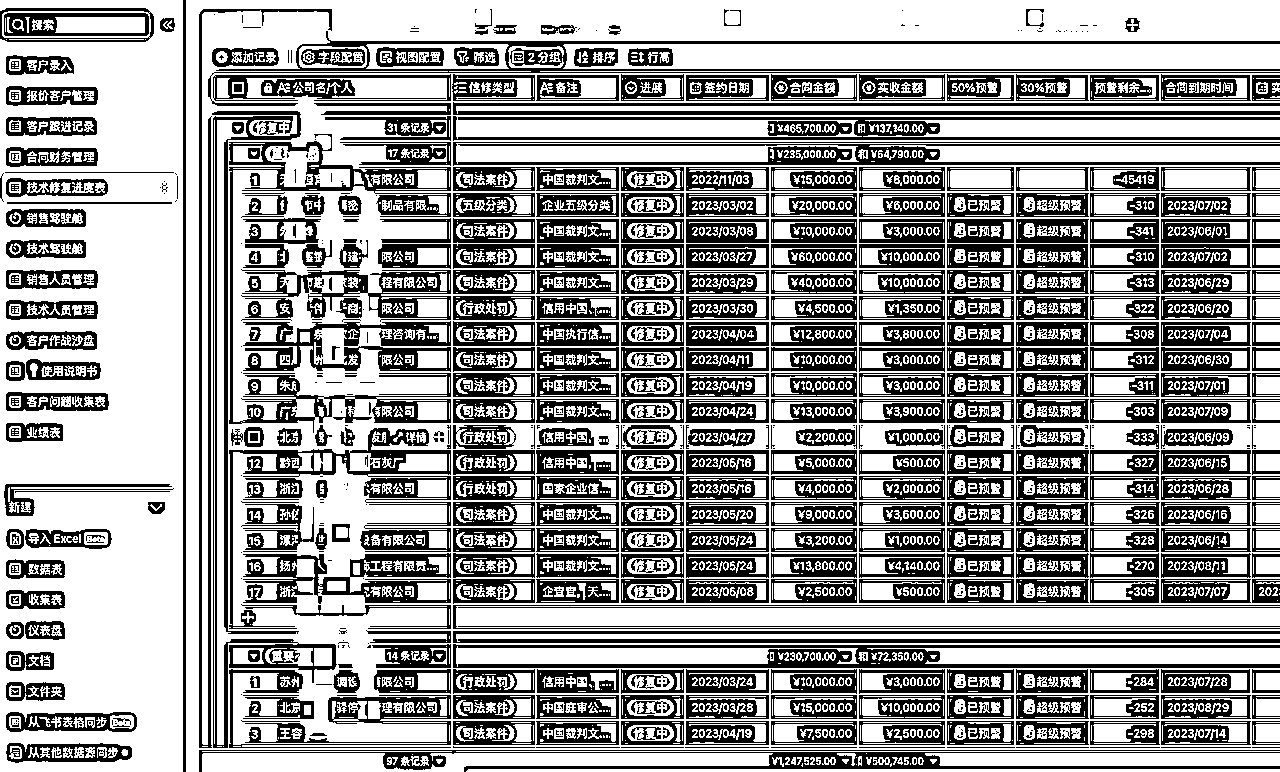 搜索
客户录入
报价客户管理
客户跟进记录
合同财务管理
技术修复进度表
销售驾驶舱
技术驾驶舱
销售人员管理
技术人员管理
客户作战沙盘
使用说明书
客户问题收集表
业绩表
新建
导入 Excel Beta
数据表
收集表
仪表盘
文档
文件夹
从飞书表格同步 Beta
从其他数据源同步
添加记录 字段配置 视图配置 筛选 2 分组 排序 行高
公司名/个人 信修类型 备注 进展 签约日期 合同金额 实收金额 50%预警 30%预警 预警剩余... 合同到期时间
修复中 31 条记录 ¥465,700.00 和 ¥137,140.00
17 条记录 ¥235,000.00 和 ¥64,790.00
1 有限公司 司法案件 中国裁判文... 修复中 2022/11/03 ¥15,000.00 ¥8,000.00 -45419
2 制品有限... 五级分类 企业五级分类 修复中 2023/03/02 ¥20,000.00 ¥6,000.00 已预警 超级预警 -310 2023/07/02
3 司法案件 中国裁判文... 修复中 2023/03/08 ¥10,000.00 ¥3,000.00 已预警 超级预警 -341 2023/06/01
4 限公司 司法案件 中国裁判文... 修复中 2023/03/27 ¥60,000.00 ¥10,000.00 已预警 超级预警 -310 2023/07/02
5 程有限公司 司法案件 中国裁判文... 修复中 2023/03/29 ¥40,000.00 ¥10,000.00 已预警 超级预警 -313 2023/06/29
6 安 限公司 行政处罚 信用中国、... 修复中 2023/03/30 ¥4,500.00 ¥1,350.00 已预警 超级预警 -322 2023/06/20
7 程咨询有... 司法案件 中国执行信... 修复中 2023/04/04 ¥12,800.00 ¥3,800.00 已预警 超级预警 -308 2023/07/04
8 四 限公司 司法案件 中国裁判文... 修复中 2023/04/11 ¥10,000.00 ¥3,000.00 已预警 超级预警 -312 2023/06/30
9 朱 司法案件 中国裁判文... 修复中 2023/04/19 ¥10,000.00 ¥3,000.00 已预警 超级预警 -311 2023/07/01
10 有限公司 司法案件 中国裁判文... 修复中 2023/04/24 ¥13,000.00 ¥3,900.00 已预警 超级预警 -303 2023/07/09
北京 详情 行政处罚 信用中国、... 修复中 2023/04/27 ¥2,200.00 ¥1,000.00 已预警 超级预警 -333 2023/06/09
12 黔西 石灰厂 行政处罚 信用中国、... 修复中 2023/05/16 ¥5,000.00 ¥500.00 已预警 超级预警 -327 2023/06/15
13 浙江 有限公司 行政处罚 国家企业信... 修复中 2023/05/16 ¥4,000.00 ¥2,000.00 已预警 超级预警 -314 2023/06/28
14 孙 司法案件 中国裁判文... 修复中 2023/05/20 ¥9,000.00 ¥3,600.00 已预警 超级预警 -326 2023/06/16
15 设备有限公司 司法案件 中国裁判文... 修复中 2023/05/24 ¥3,200.00 ¥1,000.00 已预警 超级预警 -328 2023/06/14
16 扬州 工程有限责... 司法案件 中国裁判文... 修复中 2023/05/24 ¥13,800.00 ¥4,140.00 已预警 超级预警 -270 2023/08/11
17 浙江 有限公司 司法案件 企查查、天... 修复中 2023/06/08 ¥2,500.00 ¥500.00 已预警 超级预警 -305 2023/07/07
14 条记录 ¥230,700.00 和 ¥72,350.00
1 苏州 有限公司 行政处罚 信用中国、... 修复中 2023/03/24 ¥10,000.00 ¥3,000.00 已预警 超级预警 -284 2023/07/28
2 北京 管理有限公司 司法案件 中国庭审公... 修复中 2023/03/28 ¥15,000.00 ¥10,000.00 已预警 超级预警 -252 2023/08/29
3 王容 司法案件 中国裁判文... 修复中 2023/04/19 ¥7,500.00 ¥2,500.00 已预警 超级预警 -298 2023/07/14
97 条记录 ¥1,247,525.00 和 ¥500,745.00